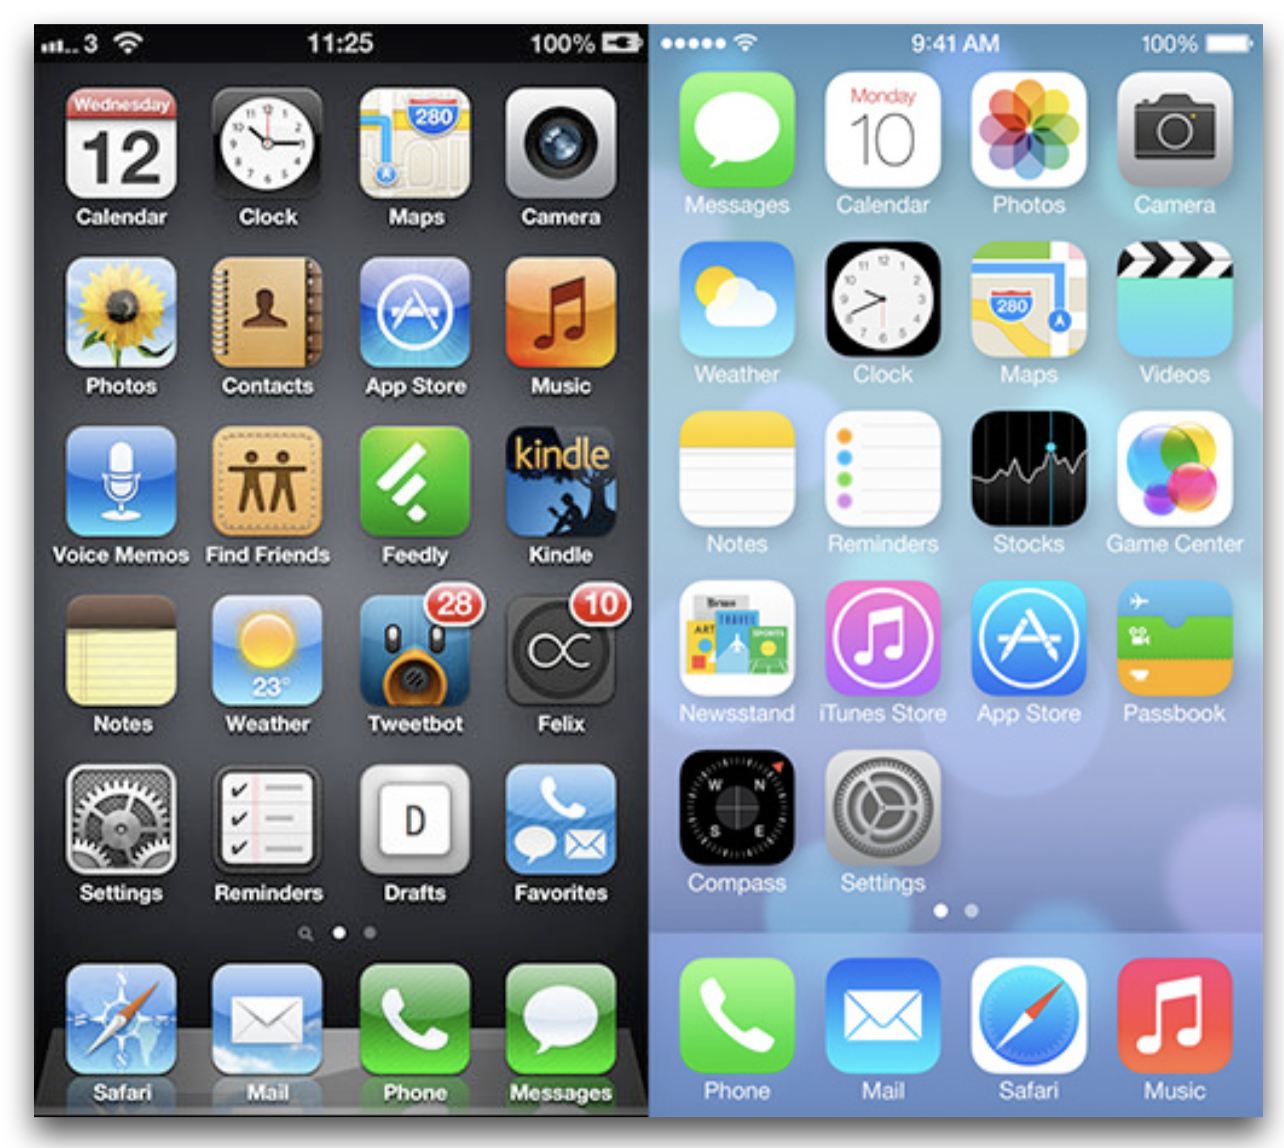 3 11:25 100%
Wednesday
12
280
Calendar Clock Maps Camera
Photos Contacts App Store Music
kindle
Voice Memos Find Friends Feedly Kindle
28 10
23°
Notes Weather Tweetbot Felix
D
Settings Reminders Drafts Favorites
Safari Mail Phone Messages
9:41 AM 100%
Monday
10
Messages Calendar Photos Camera
280
Weather Clock Maps Videos
Notes Reminders Stocks Game Center
TRAVEL
ART SPORTS
Newsstand iTunes Store App Store Passbook
W N
S E
Compass Settings
Phone Mail Safari Music